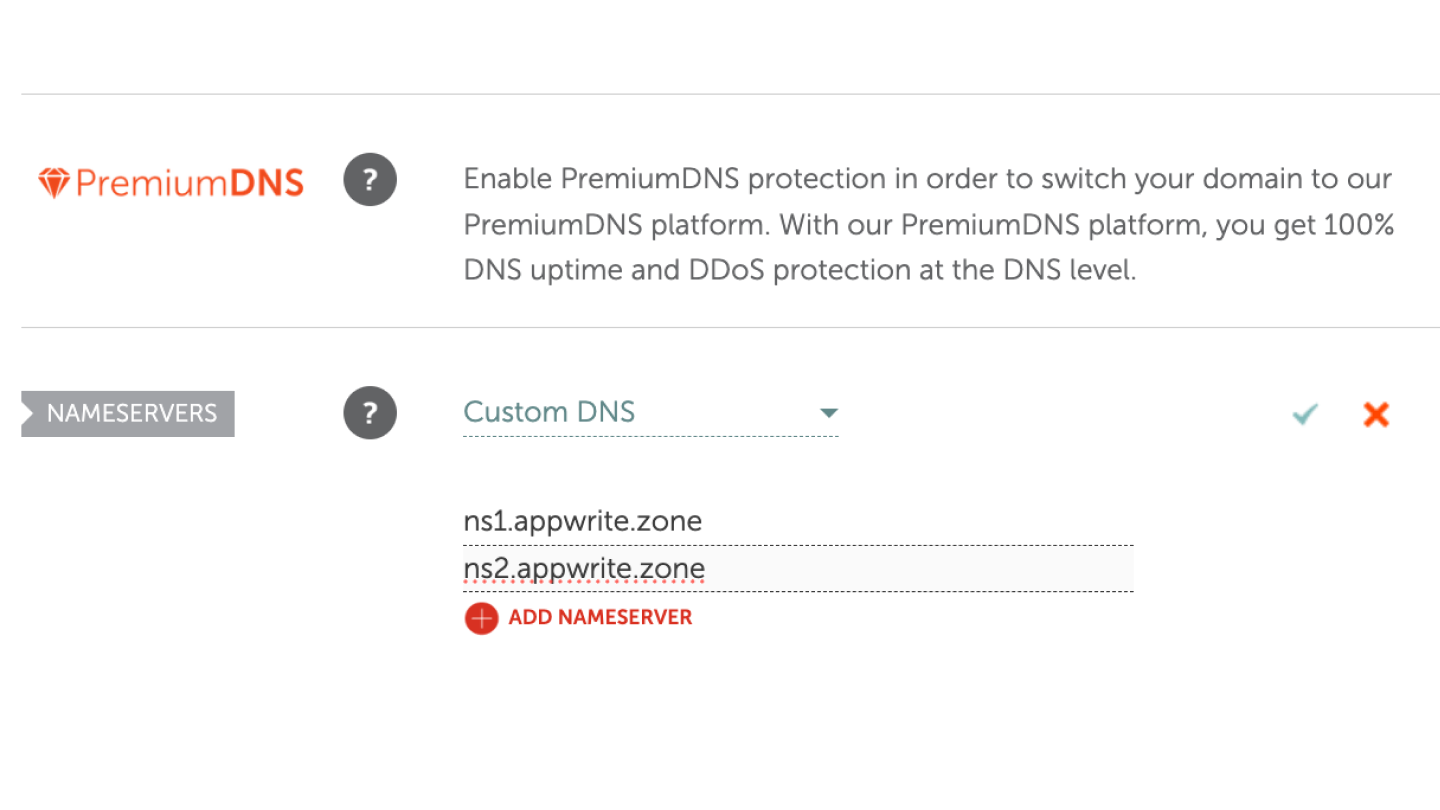 PremiumDNS
?
Enable PremiumDNS protection in order to switch your domain to our
PremiumDNS platform. With our PremiumDNS platform, you get 100%
DNS uptime and DDoS protection at the DNS level.
NAMESERVERS
?
Custom DNS
ns1.appwrite.zone
ns2.appwrite.zone
ADD NAMESERVER